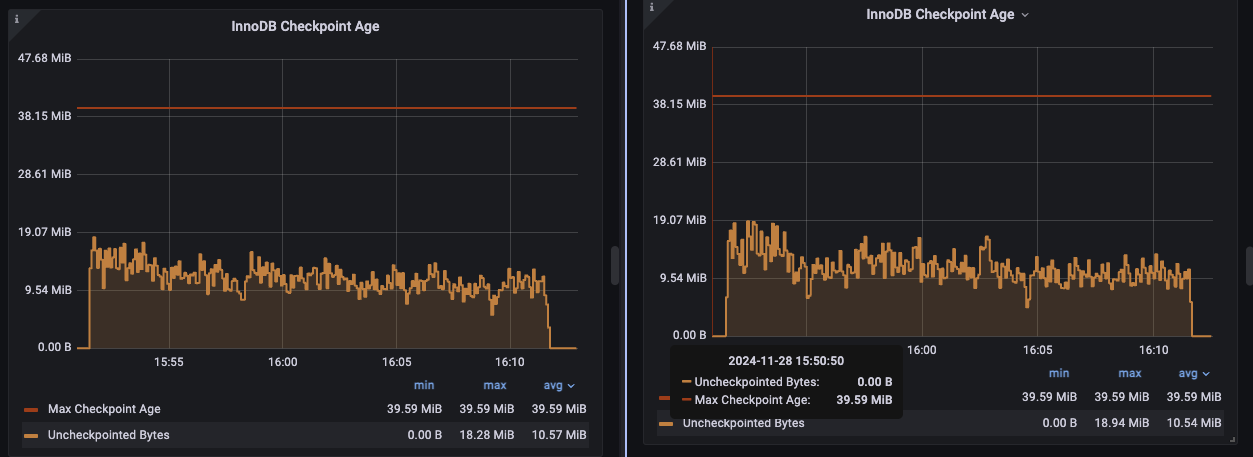 i
InnoDB Checkpoint Age
47.68 MiB
38.15 MiB
28.61 MiB
19.07 MiB
9.54 MiB
0.00 B
15:55 16:00 16:05 16:10
min max avg
Max Checkpoint Age 39.59 MiB 39.59 MiB 39.59 MiB
Uncheckpointed Bytes 0.00 B 18.28 MiB 10.57 MiB
i
InnoDB Checkpoint Age
47.68 MiB
38.15 MiB
28.61 MiB
19.07 MiB
9.54 MiB
0.00 B
16:00 16:05 16:10
2024-11-28 15:50:50
Uncheckpointed Bytes: 0.00 B
Max Checkpoint Age: 39.59 MiB
min max avg
39.59 MiB 39.59 MiB 39.59 MiB
Uncheckpointed Bytes 0.00 B 18.94 MiB 10.54 MiB